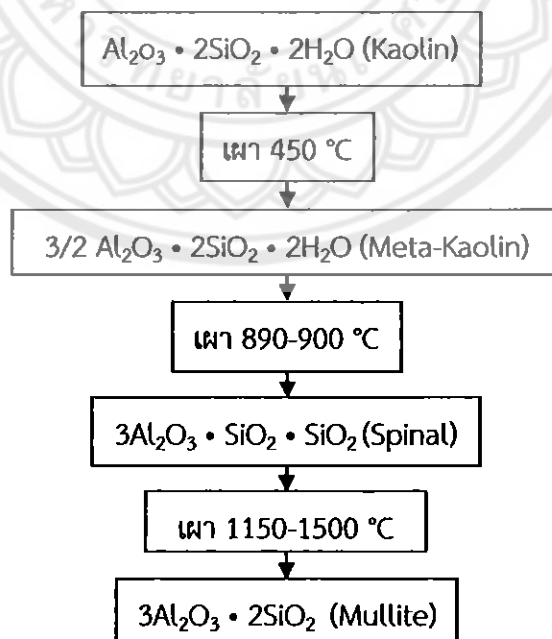 Al₂O₃ • 2SiO₂ • 2H₂O (Kaolin)
เผา 450 °C
3/2 Al₂O₃ • 2SiO₂ • 2H₂O (Meta-Kaolin)
เผา 890-900 °C
3Al₂O₃ • SiO₂ • SiO₂ (Spinal)
เผา 1150-1500 °C
3Al₂O₃ • 2SiO₂ (Mullite)